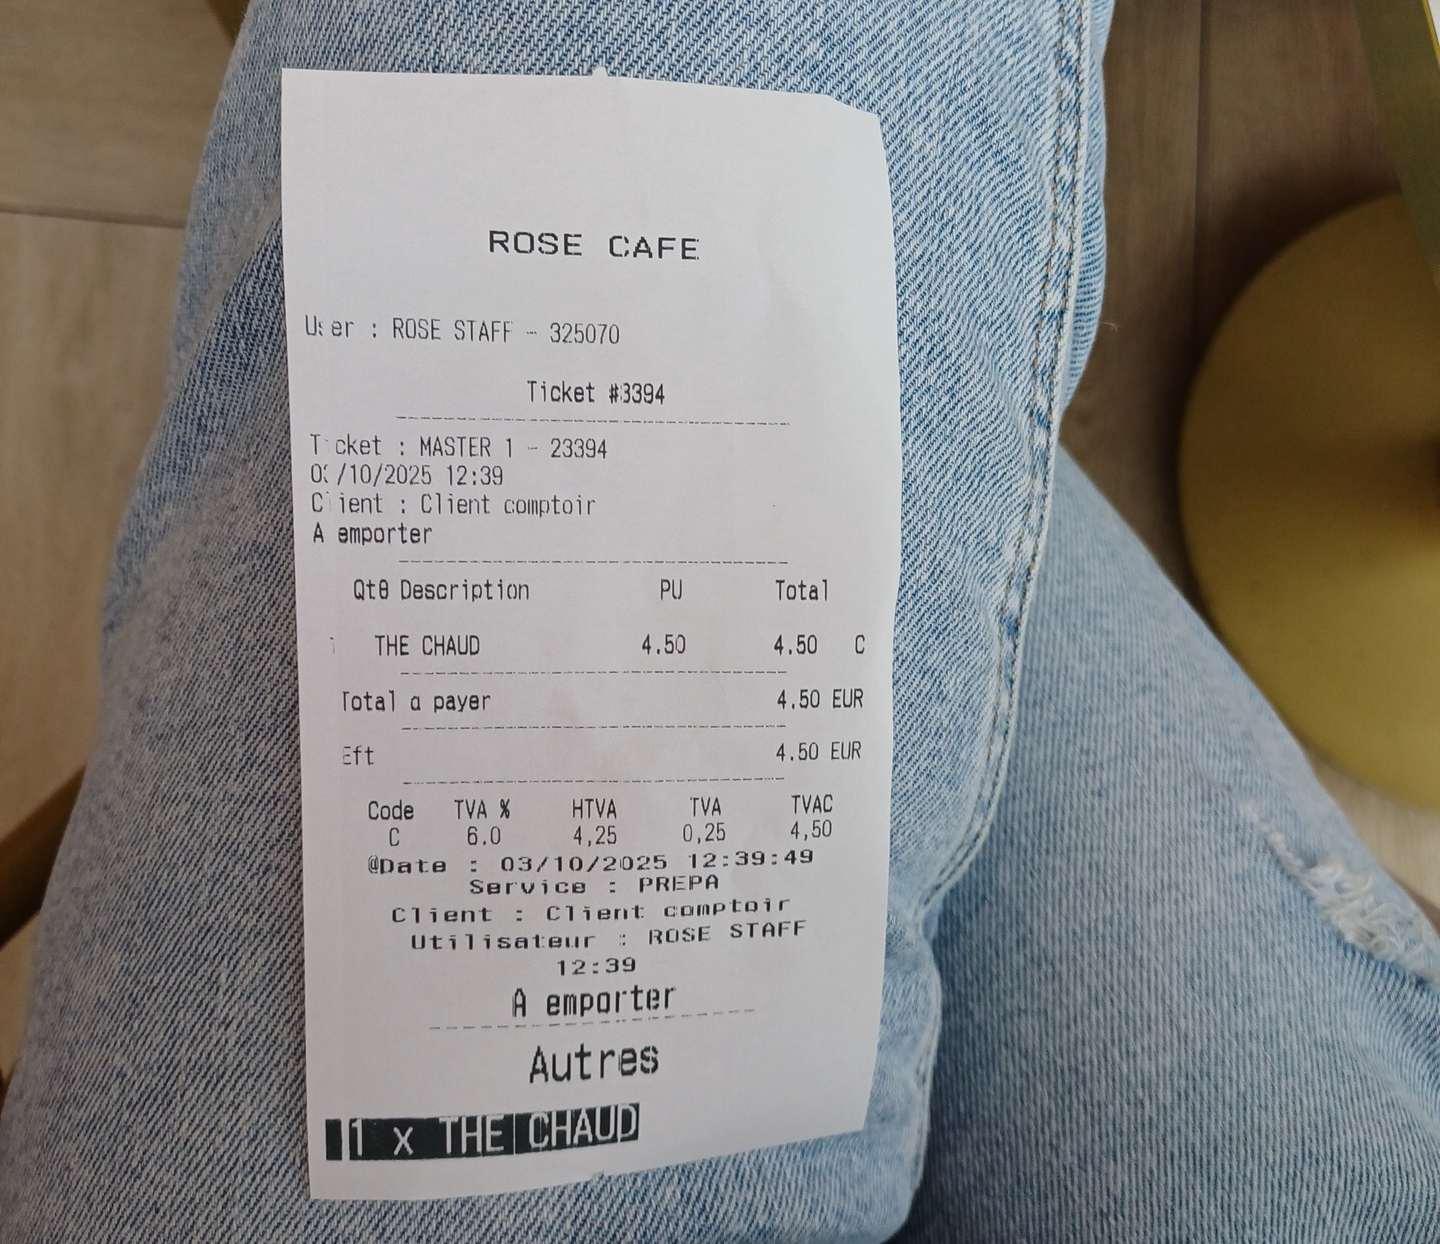 ROSE CAFE
User : ROSE STAFF - 325070
Ticket #3394
Ticket : MASTER 1 - 23394
03/10/2025 12:39
Client : Client comptoir
A emporter
Qt8 Description PU Total
1 THE CHAUD 4.50 4.50 C
Total a payer 4.50 EUR
Eft 4.50 EUR
Code TVA % HTVA TVA TVAC
C 6.0 4,25 0,25 4,50
@Date : 03/10/2025 12:39:49
Service : PREPA
Client : Client comptoir
Utilisateur : ROSE STAFF
12:39
A emporter
Autres
1 x THE CHAUD